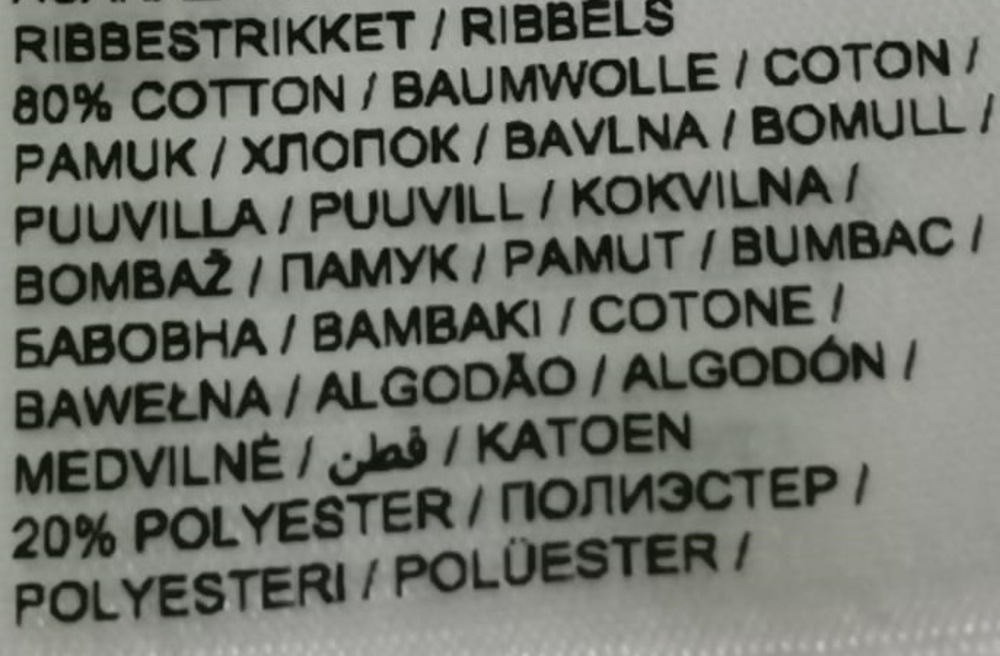 RIBBESTRIKKET / RIBBELS
80% COTTON / BAUMWOLLE / COTON /
PAMUK / ХЛОПОК / BAVLNA / BOMULL /
PUUVILLA / PUUVILL / KOKVILNA /
BOMBAŽ / ПАМУК / PAMUT / BUMBAC /
БАВОВНА / BAMBAKI / COTONE /
BAWEŁNA / ALGODÃO / ALGODÓN /
MEDVILNĖ / قطن / KATOEN
20% POLYESTER / ПОЛИЭСТЕР /
POLYESTERI / POLÜESTER /